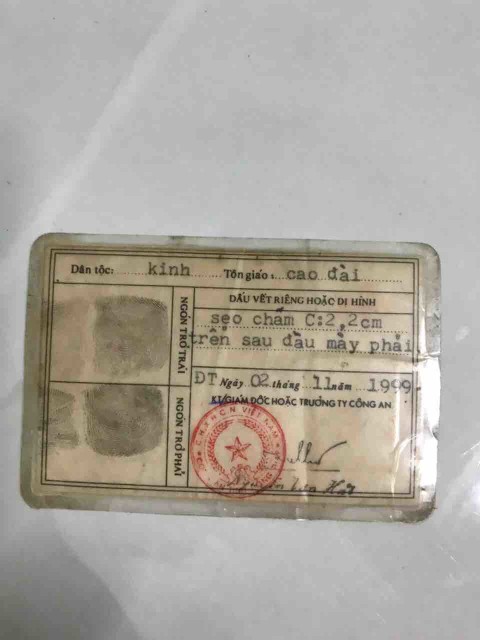 Dân tộc: kinh Tôn giáo: cao đài
DẤU VẾT RIÊNG HOẶC DỊ HÌNH
sẹo chấm C:2,2cm
trên sau đầu mày phải
NGÓN TRỎ TRÁI
ĐT Ngày 02 tháng 11 năm 1999
KT/GIÁM ĐỐC HOẶC TRƯỞNG TY CÔNG AN
NGÓN TRỎ PHẢI